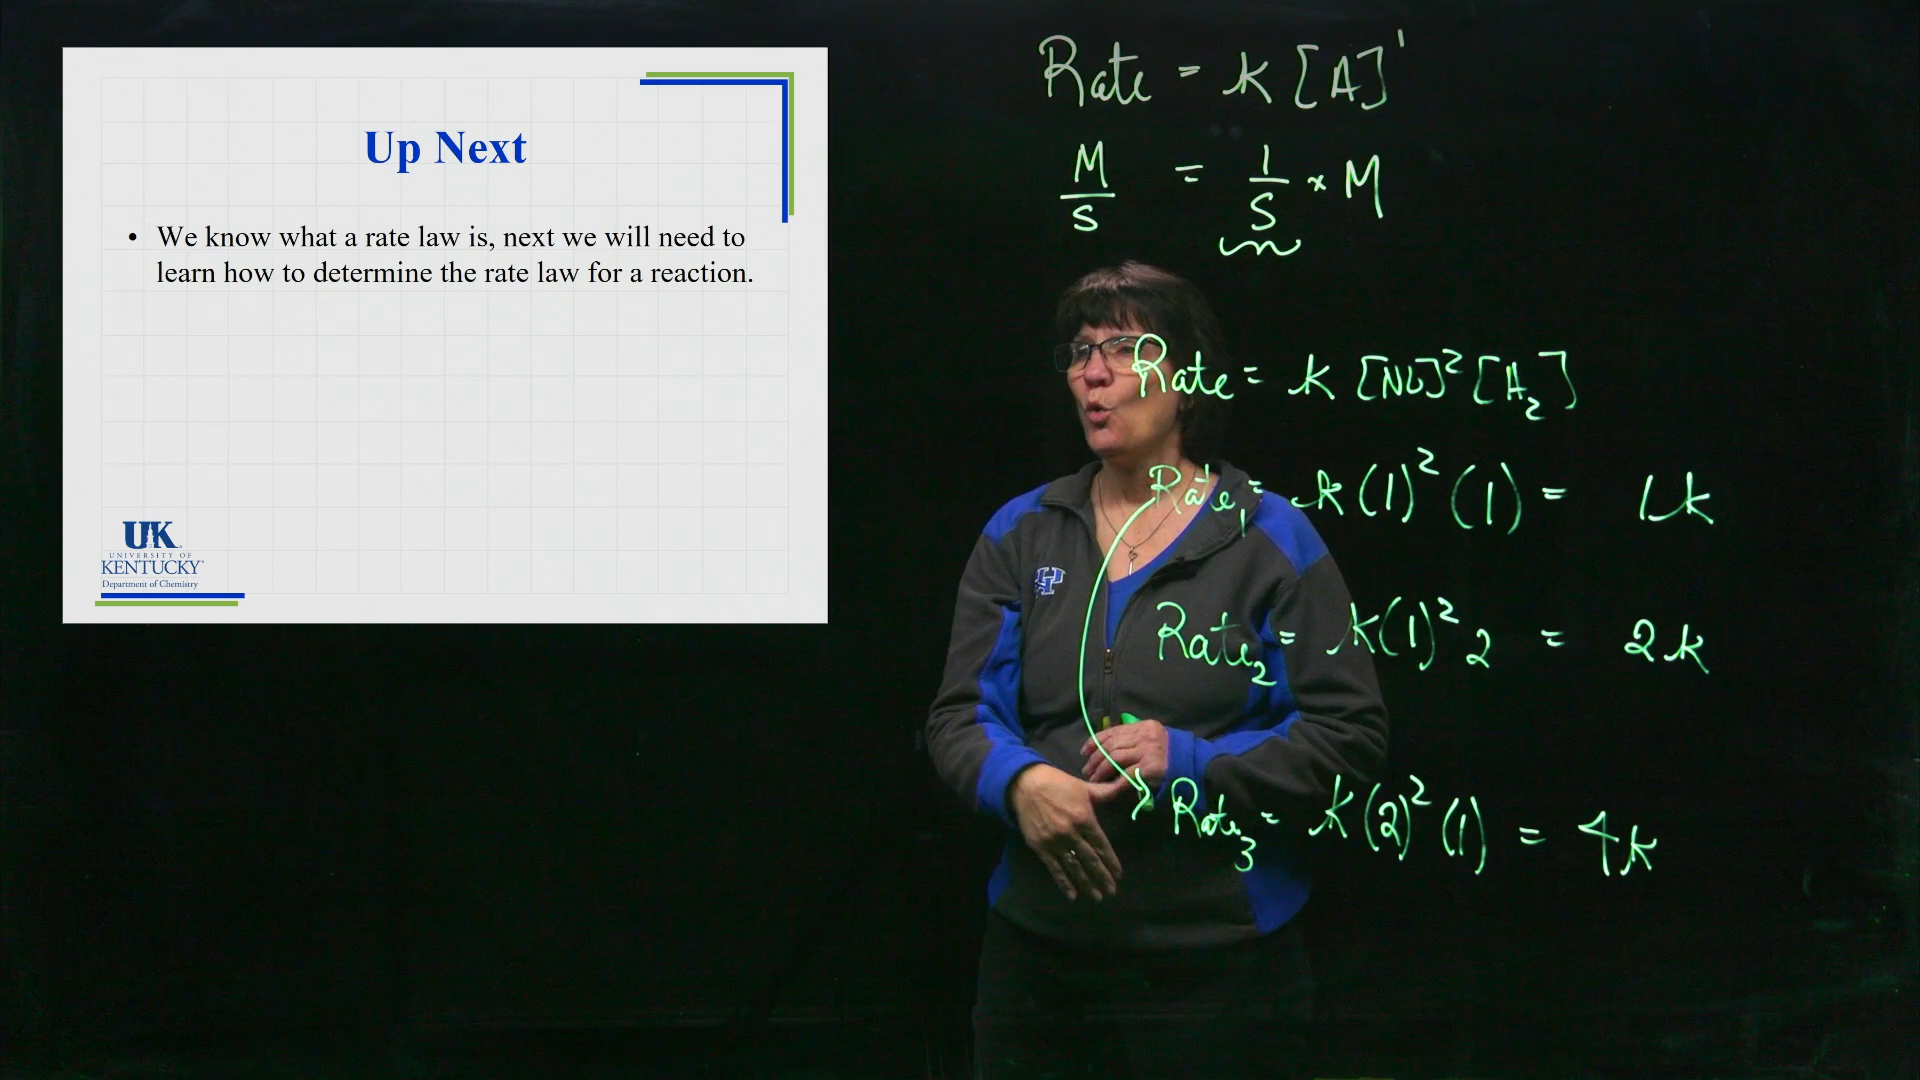 Up Next
• We know what a rate law is, next we will need to
learn how to determine the rate law for a reaction.
UK
UNIVERSITY OF
KENTUCKY
Department of Chemistry
Rate = k [A]¹
M/S = 1/S × M
Rate = k [NO]² [H₂]
Rate₁ = k (1)² (1) = 1k
Rate₂ = k(1)² 2 = 2k
Rate₃ = k(2)² (1) = 4k
UK